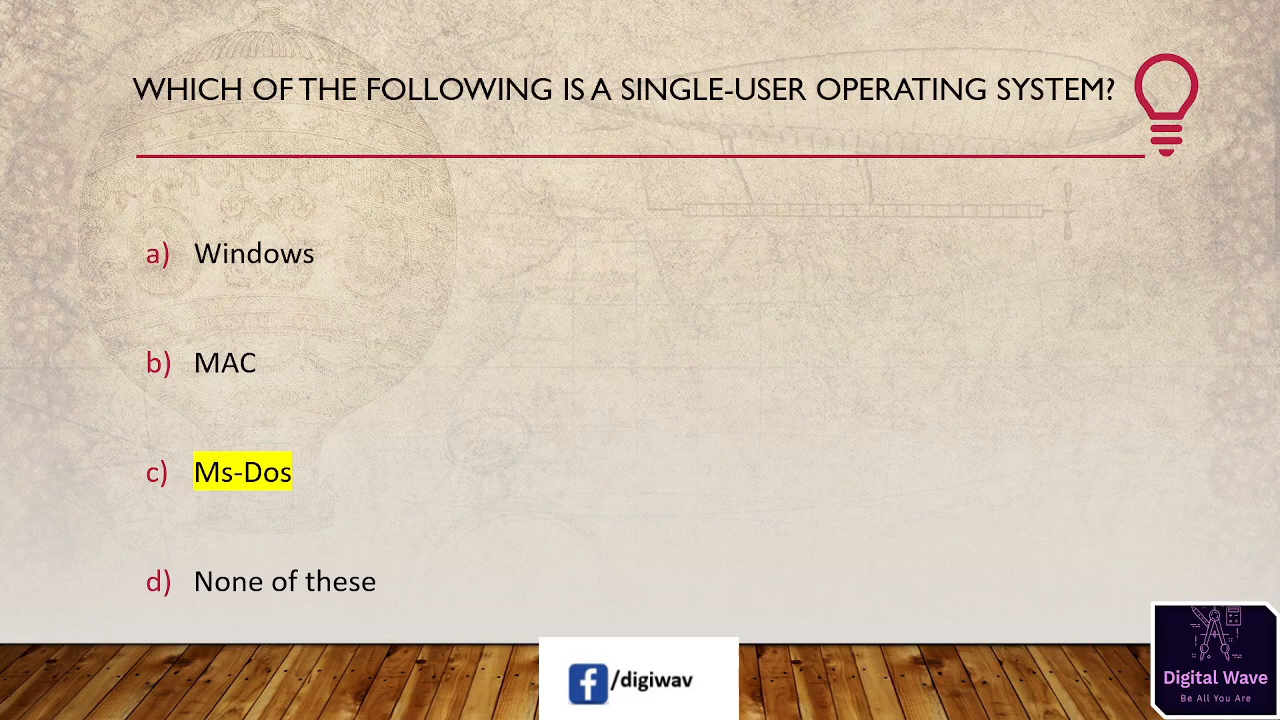 WHICH OF THE FOLLOWING IS A SINGLE-USER OPERATING SYSTEM?
a) Windows
b) MAC
c) Ms-Dos
d) None of these
f /digiwav
Digital Wave
Be All You Are